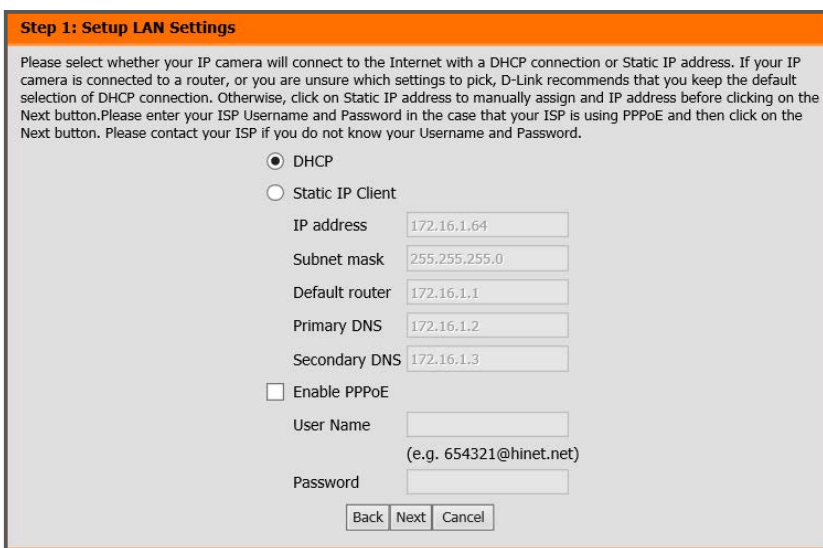 Step 1: Setup LAN Settings
Please select whether your IP camera will connect to the Internet with a DHCP connection or Static IP address. If your IP
camera is connected to a router, or you are unsure which settings to pick, D-Link recommends that you keep the default
selection of DHCP connection. Otherwise, click on Static IP address to manually assign and IP address before clicking on the
Next button.Please enter your ISP Username and Password in the case that your ISP is using PPPoE and then click on the
Next button. Please contact your ISP if you do not know your Username and Password.
DHCP
Static IP Client
IP address 172.16.1.64
Subnet mask 255.255.255.0
Default router 172.16.1.1
Primary DNS 172.16.1.2
Secondary DNS 172.16.1.3
Enable PPPoE
User Name
(e.g. 654321@hinet.net)
Password
Back Next Cancel